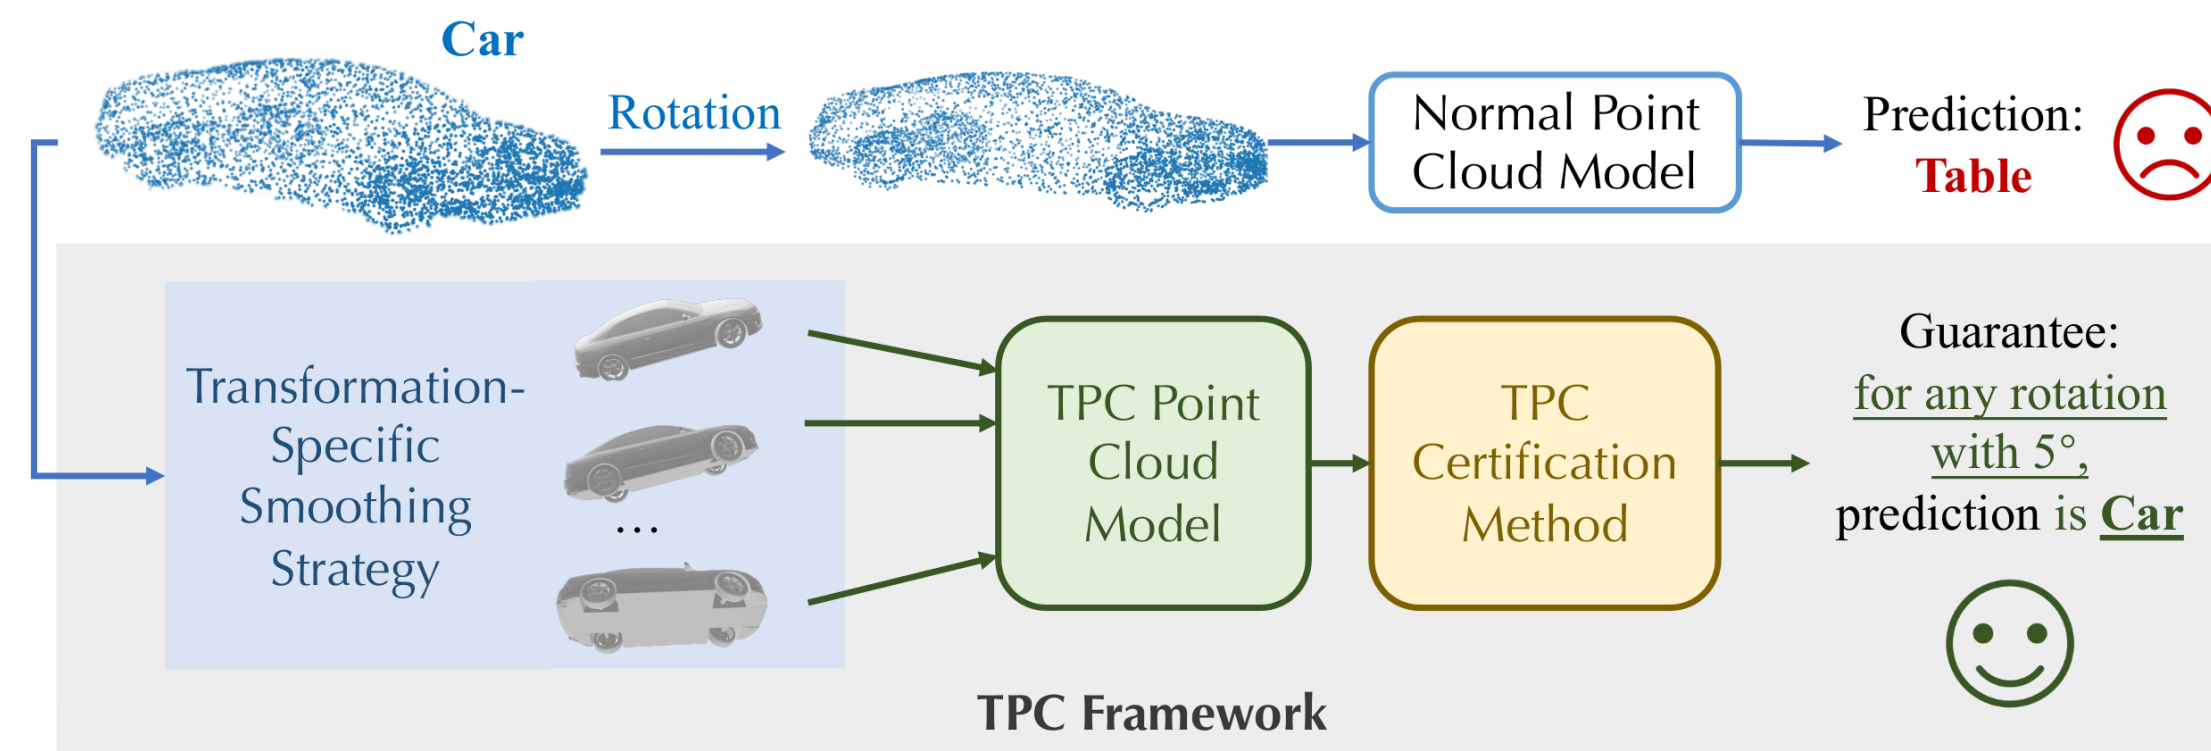 Car
Rotation
Normal Point
Cloud Model
Prediction:
Table
Transformation-
Specific
Smoothing
Strategy
...
TPC Point
Cloud
Model
TPC
Certification
Method
Guarantee:
for any rotation
with 5°,
prediction is Car
TPC Framework